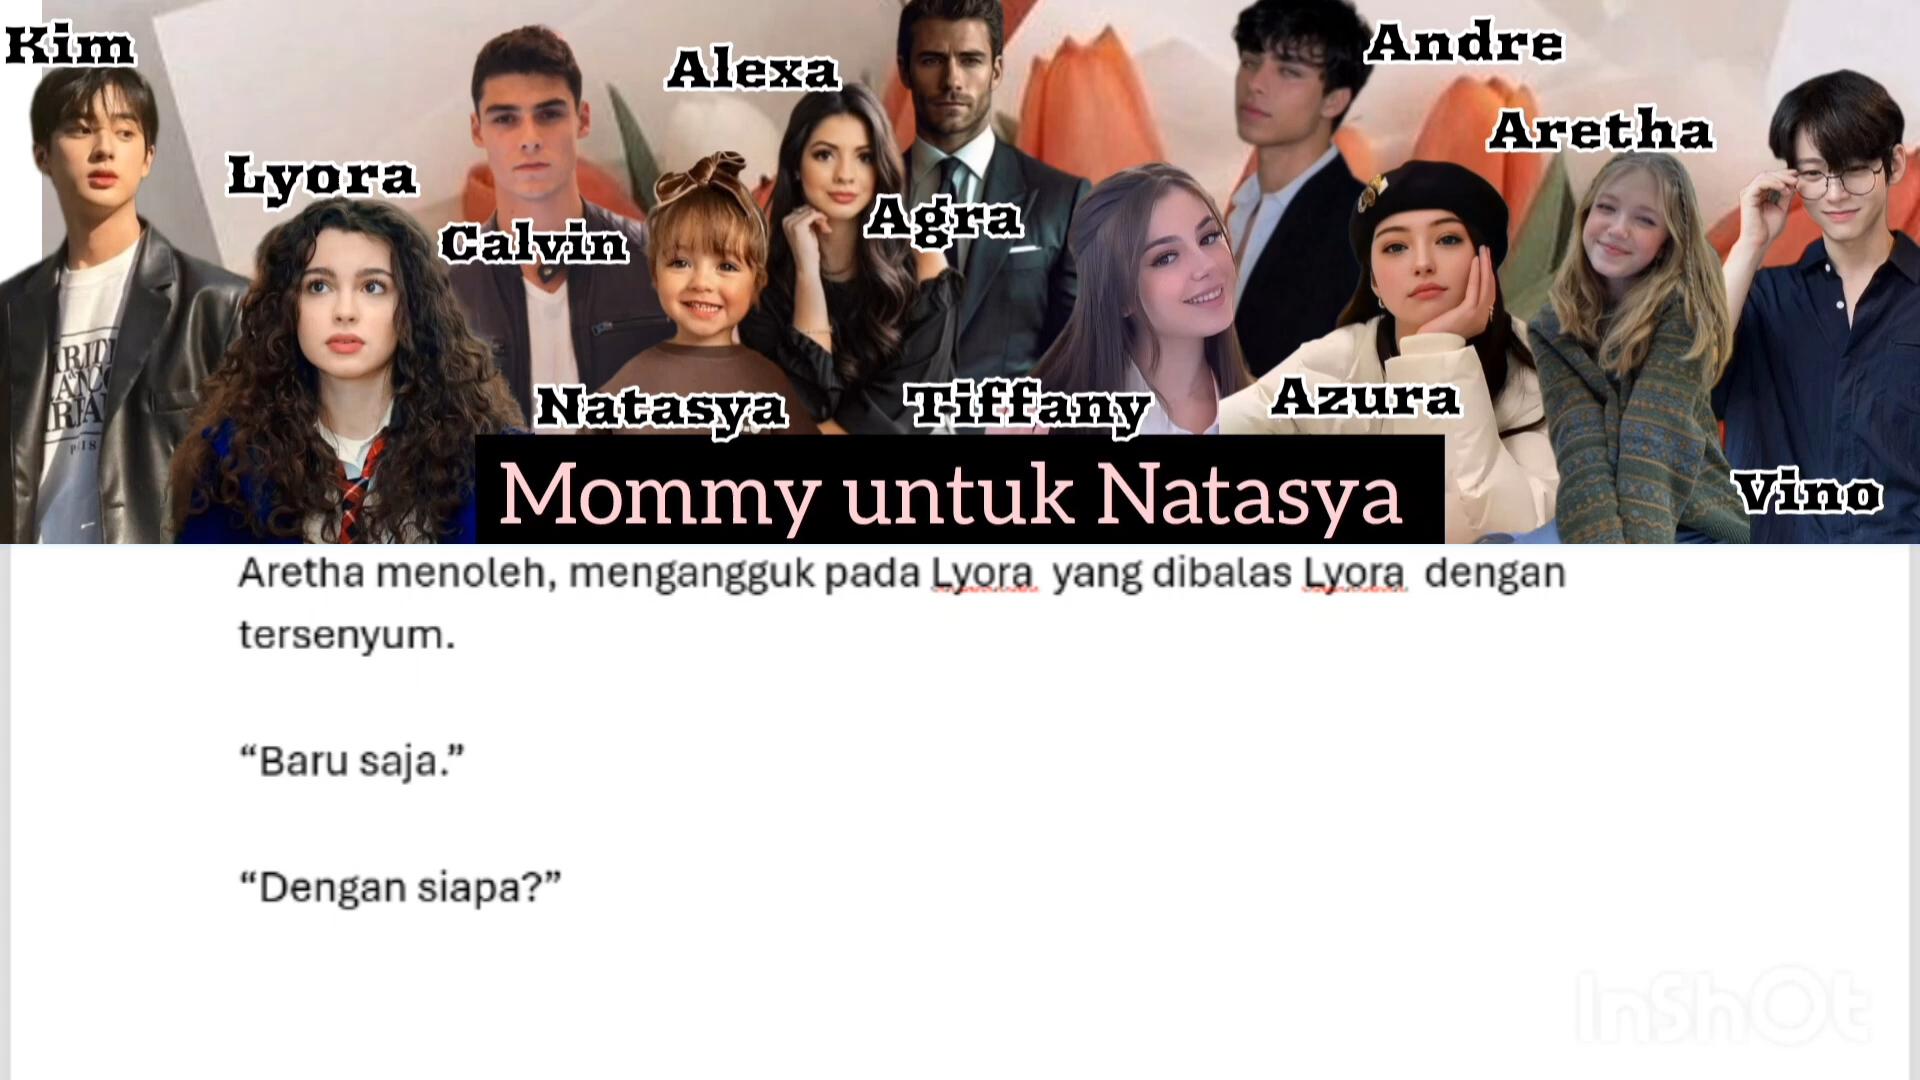 Kim
Alexa
Andre
Aretha
Lyora
Calvin
Agra
Natasya
Tiffany
Azura
Vino
Mommy untuk Natasya
Aretha menoleh, mengangguk pada Lyora yang dibalas Lyora dengan
tersenyum.
“Baru saja.”
“Dengan siapa?”
InShOt